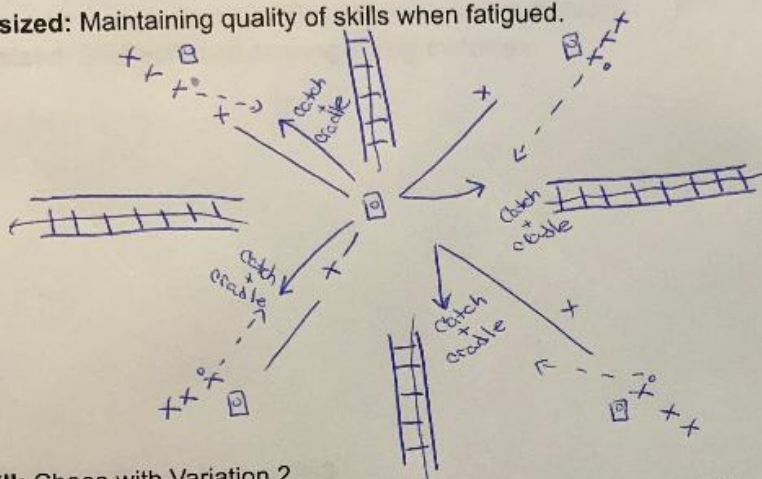 sized: Maintaining quality of skills when fatigued.
Catch
+
cradle
Catch
+
cradle
Catch
+
cradle
Catch
+
cradle
Chaos with Variation 2